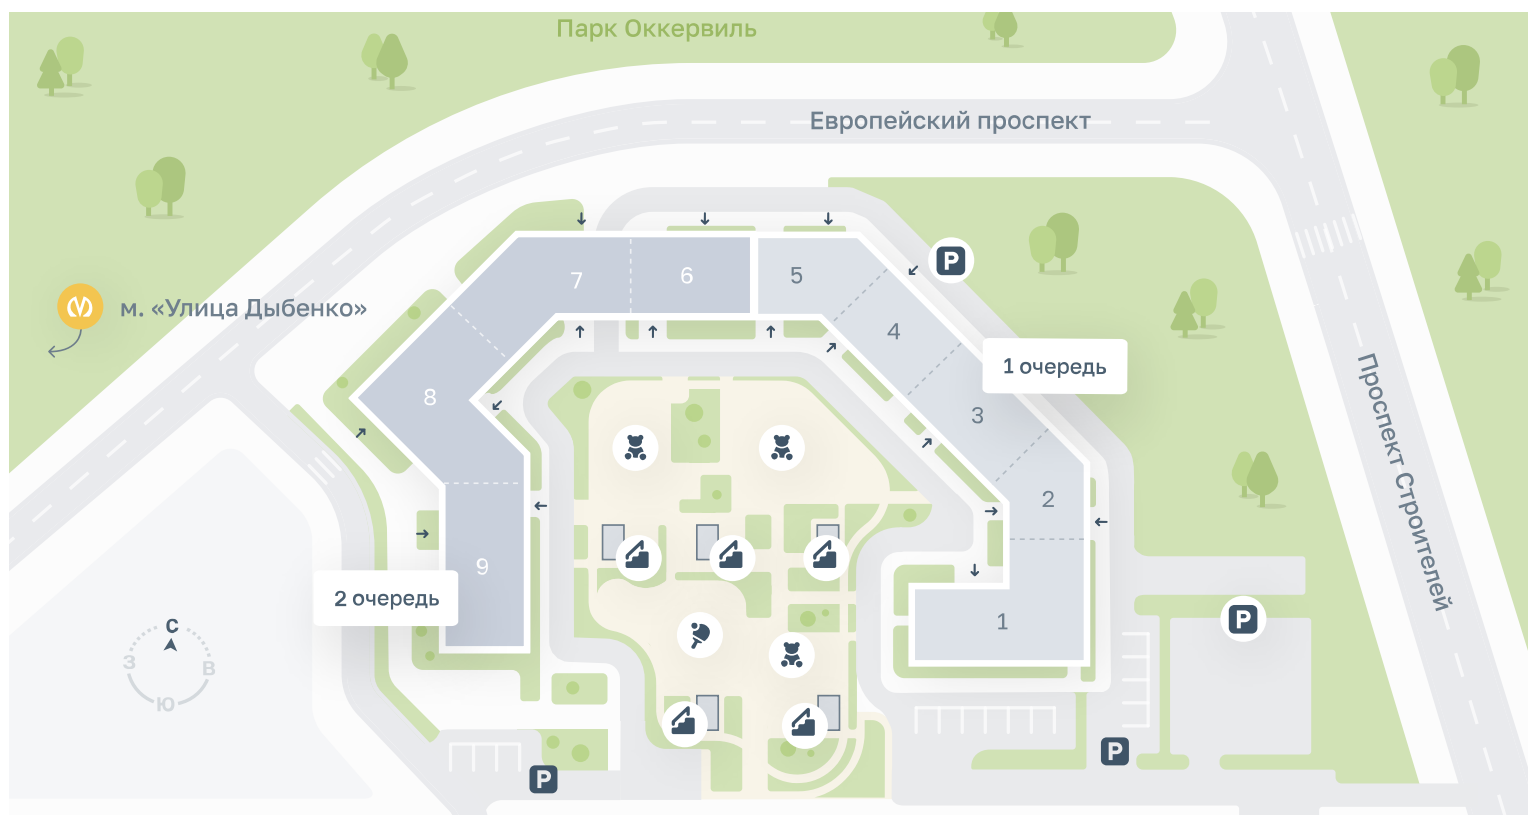 Парк Оккервиль
Европейский проспект
м. «Улица Дыбенко»
7
6
5
4
P
1 очередь
8
3
2
9
2 очередь
1
Проспект Строителей
P
С
З
В
Ю
P
P